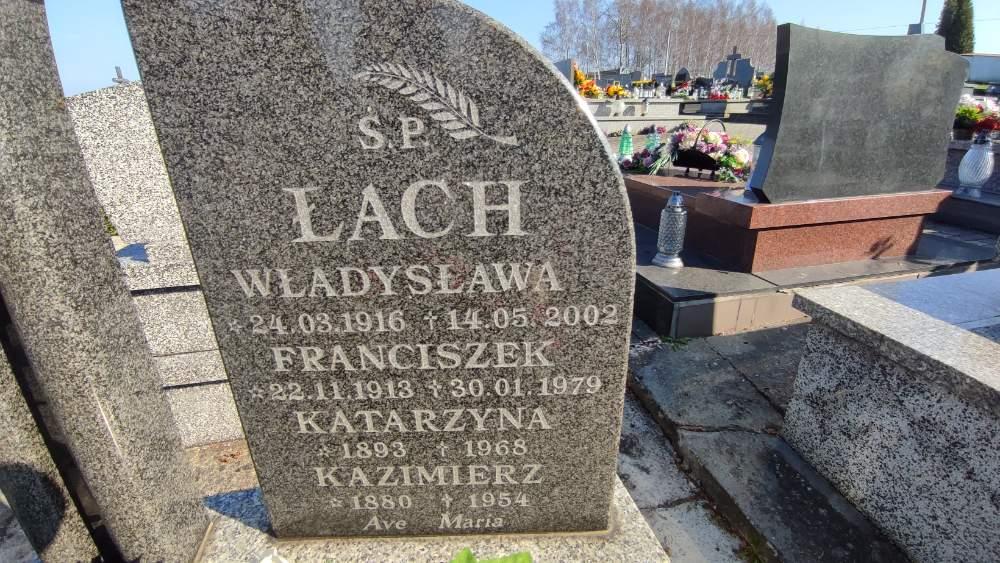 S.P.
ŁACH
WŁADYSŁAWA
* 24.03.1916 † 14.05.2002
FRANCISZEK
* 22.11.1913 † 30.01.1979
KATARZYNA
* 1893 † 1968
KAZIMIERZ
* 1880 † 1954
Ave Maria